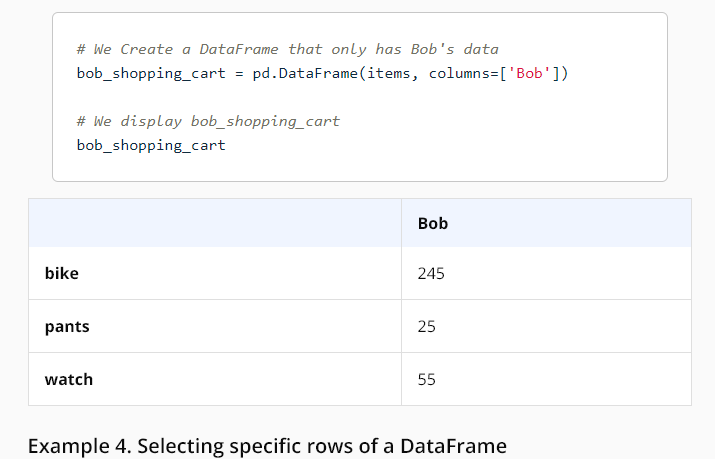 # We Create a DataFrame that only has Bob's data
bob_shopping_cart = pd.DataFrame(items, columns=['Bob'])
# We display bob_shopping_cart
bob_shopping_cart
Bob
bike 245
pants 25
watch 55
Example 4. Selecting specific rows of a DataFrame